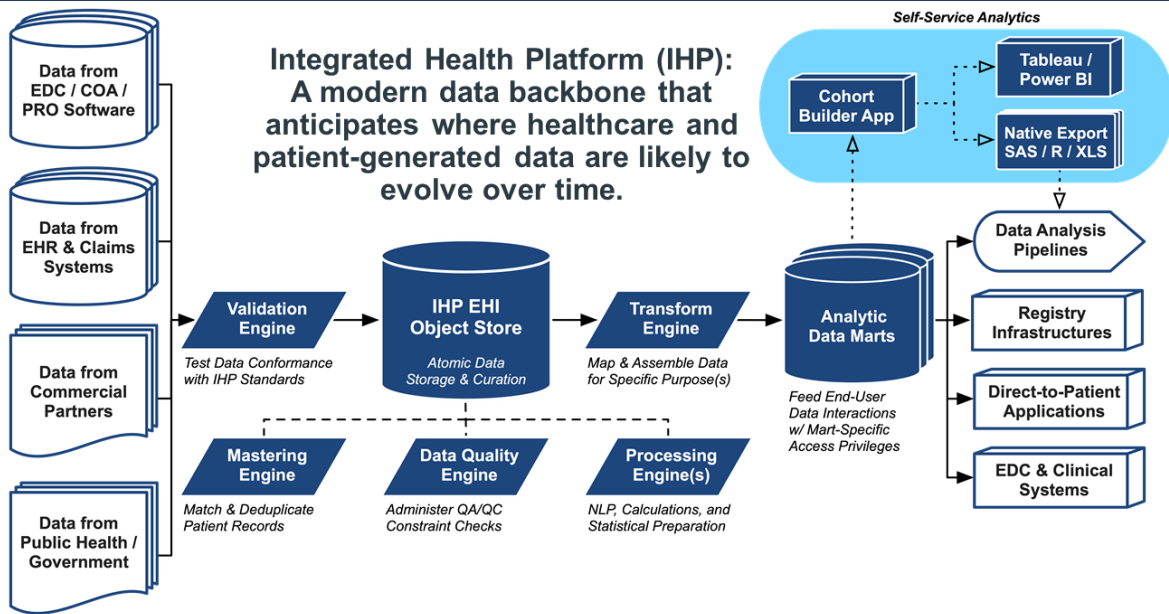 Self-Service Analytics
Integrated Health Platform (IHP):
A modern data backbone that
anticipates where healthcare and
patient-generated data are likely to
evolve over time.
Data from
EDC / COA /
PRO Software
Data from
EHR & Claims
Systems
Data from
Commercial
Partners
Data from
Public Health /
Government
Validation
Engine
Test Data Conformance
with IHP Standards
IHP EHI
Object Store
Atomic Data
Storage & Curation
Transform
Engine
Map & Assemble Data
for Specific Purpose(s)
Mastering
Engine
Match & Deduplicate
Patient Records
Data Quality
Engine
Administer QA/QC
Constraint Checks
Processing
Engine(s)
NLP, Calculations, and
Statistical Preparation
Analytic
Data Marts
Feed End-User
Data Interactions
w/ Mart-Specific
Access Privileges
Cohort
Builder App
Tableau /
Power BI
Native Export
SAS / R / XLS
Data Analysis
Pipelines
Registry
Infrastructures
Direct-to-Patient
Applications
EDC & Clinical
Systems